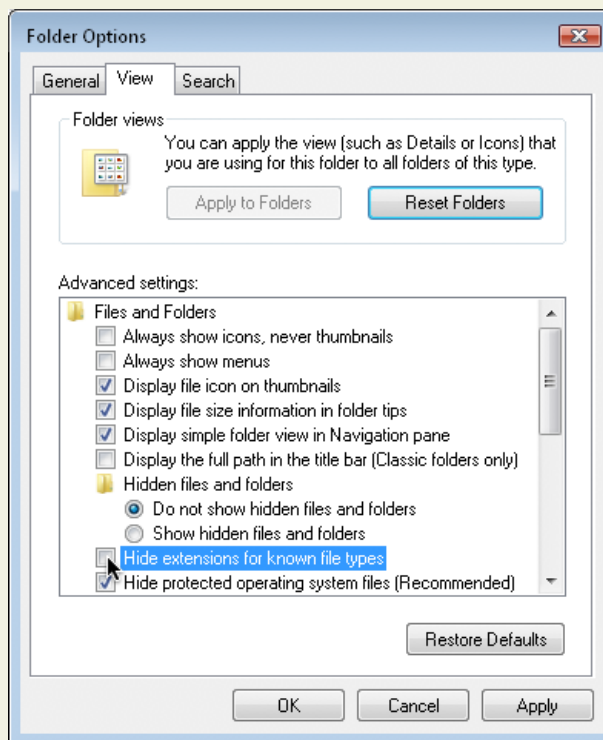 Folder Options
General
View
Search
Folder views
You can apply the view (such as Details or Icons) that
you are using for this folder to all folders of this type.
Apply to Folders
Reset Folders
Advanced settings:
Files and Folders
Always show icons, never thumbnails
Always show menus
Display file icon on thumbnails
Display file size information in folder tips
Display simple folder view in Navigation pane
Display the full path in the title bar (Classic folders only)
Hidden files and folders
Do not show hidden files and folders
Show hidden files and folders
Hide extensions for known file types
Hide protected operating system files (Recommended)
Restore Defaults
OK
Cancel
Apply